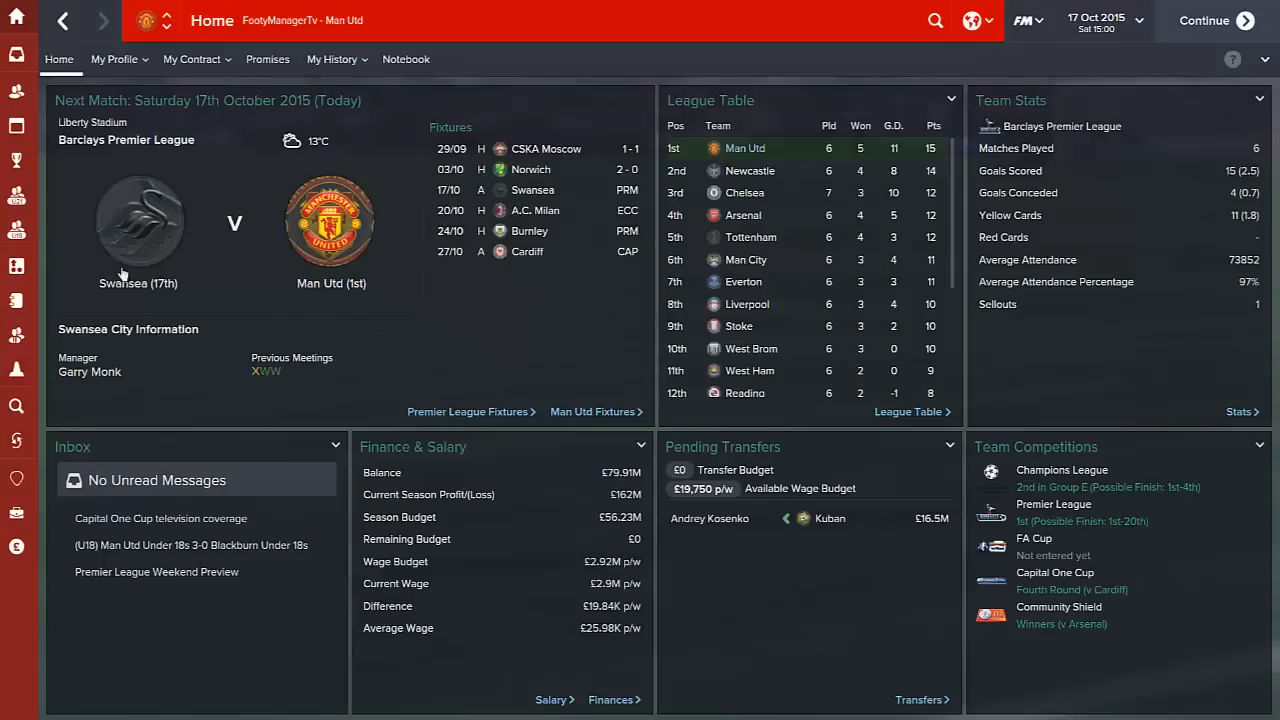 Home FootyManagerTv - Man Utd
FM
17 Oct 2015
Sat 15:00
Continue
Home My Profile My Contract Promises My History Notebook
?
Next Match: Saturday 17th October 2015 (Today)
Liberty Stadium
Barclays Premier League
13°C
V
Swansea (17th)
Man Utd (1st)
Swansea City Information
Manager
Garry Monk
Previous Meetings
XWW
Fixtures
29/09 H CSKA Moscow 1 - 1
03/10 H Norwich 2 - 0
17/10 A Swansea PRM
20/10 H A.C. Milan ECC
24/10 H Burnley PRM
27/10 A Cardiff CAP
Premier League Fixtures
Man Utd Fixtures
League Table
Pos Team Pld Won G.D. Pts
1st Man Utd 6 5 11 15
2nd Newcastle 6 4 8 14
3rd Chelsea 7 3 10 12
4th Arsenal 6 4 5 12
5th Tottenham 6 4 3 12
6th Man City 6 3 4 11
7th Everton 6 3 3 11
8th Liverpool 6 3 4 10
9th Stoke 6 3 2 10
10th West Brom 6 3 0 10
11th West Ham 6 2 0 9
12th Reading 6 2 -1 8
League Table
Team Stats
Barclays Premier League
Matches Played 6
Goals Scored 15 (2.5)
Goals Conceded 4 (0.7)
Yellow Cards 11 (1.8)
Red Cards -
Average Attendance 73852
Average Attendance Percentage 97%
Sellouts 1
Stats
Inbox
No Unread Messages
Capital One Cup television coverage
(U18) Man Utd Under 18s 3-0 Blackburn Under 18s
Premier League Weekend Preview
Finance & Salary
Balance £79.91M
Current Season Profit/(Loss) £162M
Season Budget £56.23M
Remaining Budget £0
Wage Budget £2.92M p/w
Current Wage £2.9M p/w
Difference £19.84K p/w
Average Wage £25.98K p/w
Salary
Finances
Pending Transfers
£0 Transfer Budget
£19,750 p/w Available Wage Budget
Andrey Kosenko Kuban £16.5M
Transfers
Team Competitions
Champions League
2nd in Group E (Possible Finish: 1st-4th)
Premier League
1st (Possible Finish: 1st-20th)
FA Cup
Not entered yet
Capital One Cup
Fourth Round (v Cardiff)
Community Shield
Winners (v Arsenal)